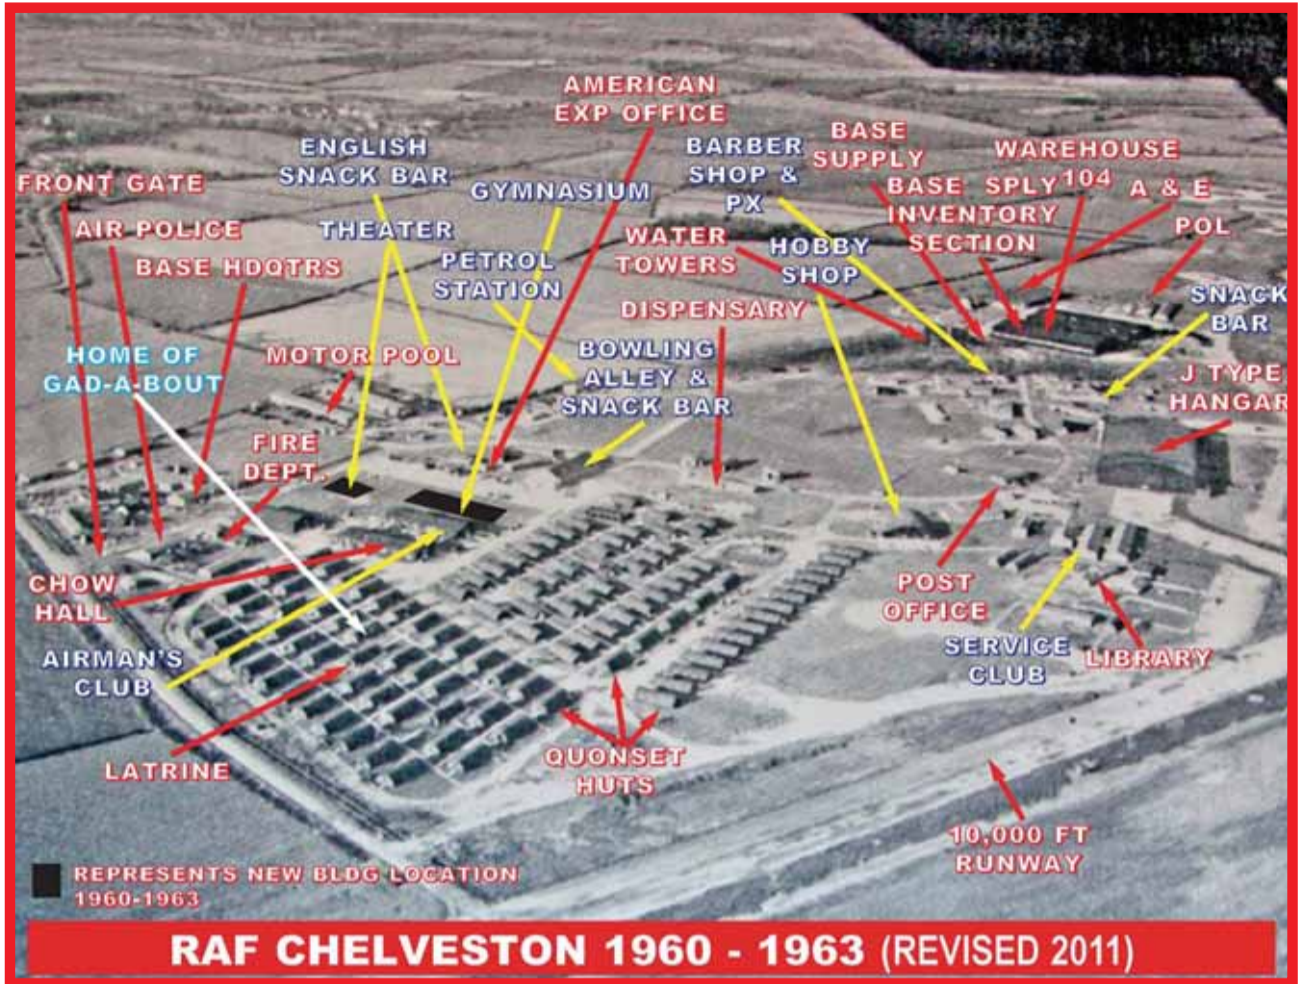 AMERICAN
EXP OFFICE
ENGLISH
SNACK BAR
BARBER
SHOP &
PX
BASE
SUPPLY
WAREHOUSE
104
FRONT GATE
GYMNASIUM
BASE SPLY
INVENTORY
SECTION
A & E
AIR POLICE
THEATER
WATER
TOWERS
HOBBY
SHOP
POL
BASE HDQTRS
PETROL
STATION
DISPENSARY
SNACK
BAR
HOME OF
GAD-A-BOUT
MOTOR POOL
BOWLING
ALLEY &
SNACK BAR
J TYPE
HANGAR
FIRE
DEPT.
CHOW
HALL
POST
OFFICE
AIRMAN'S
CLUB
SERVICE
CLUB
LIBRARY
LATRINE
QUONSET
HUTS
10,000 FT
RUNWAY
REPRESENTS NEW BLDG LOCATION
1960-1963
RAF CHELVESTON 1960 - 1963 (REVISED 2011)